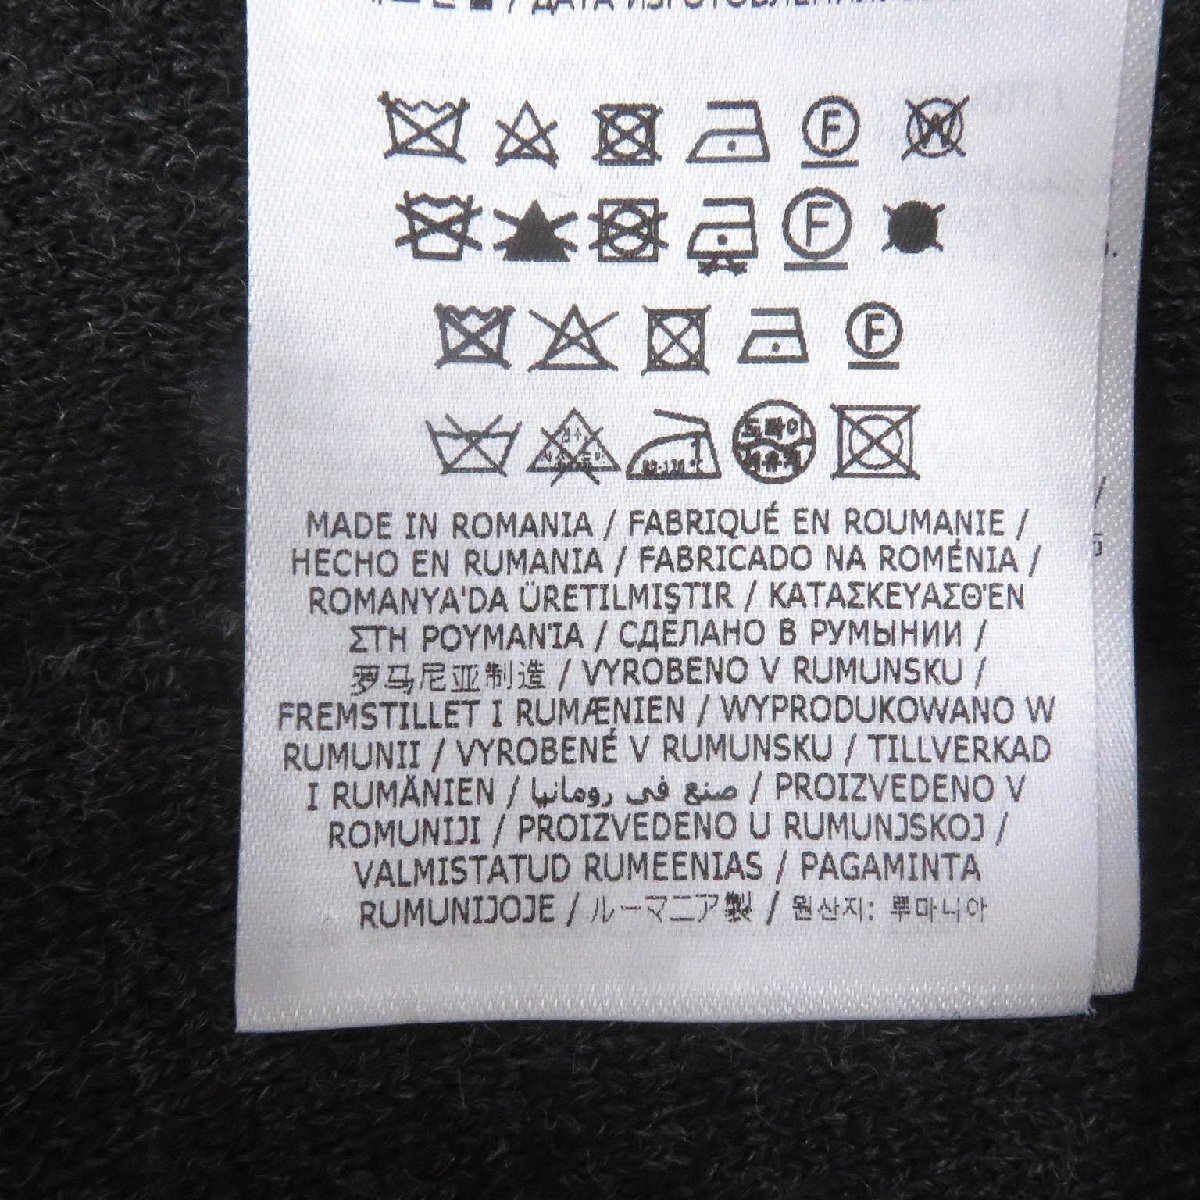 ДАТА ИЗГОТОВЛЕНИЯ
F W
F
F
MADE IN ROMANIA / FABRIQUÉ EN ROUMANIE /
HECHO EN RUMANIA / FABRICADO NA ROMÉNIA /
ROMANYA'DA ÜRETILMIŞTIR / ΚΑΤΑΣΚΕΥΑΣΘ'ΕΝ
ΣΤΗ ΡΟΥΜΑΝ'ΙΑ / СДЕЛАНО В РУМЫНИИ /
罗马尼亚制造 / VYROBENO V RUMUNSKU /
FREMSTILLET I RUMÆNIEN / WYPRODUKOWANO W
RUMUNII / VYROBENÉ V RUMUNSKU / TILLVERKAD
I RUMÄNIEN / صنع في رومانيا / PROIZVEDENO V
ROMUNIJI / PROIZVEDENO U RUMUNJSKOJ /
VALMISTATUD RUMEENIAS / PAGAMINTA
RUMUNIJOJE / ルーマニア製 / 원산지: 루마니아